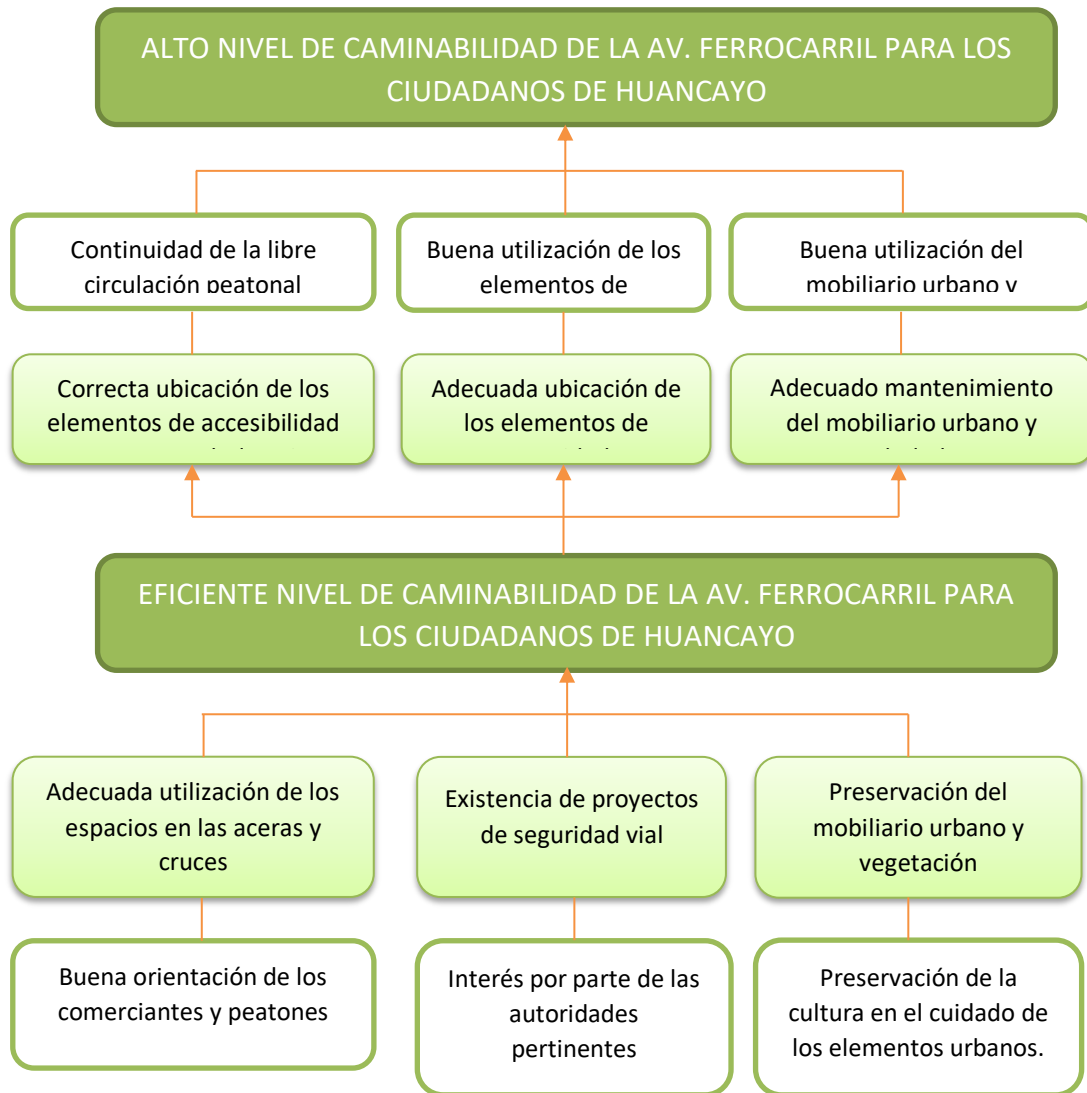 ALTO NIVEL DE CAMINABILIDAD DE LA AV. FERROCARRIL PARA LOS
CIUDADANOS DE HUANCAYO
Continuidad de la libre
circulación peatonal
Buena utilización de los
elementos de
Buena utilización del
mobiliario urbano y
Correcta ubicación de los
elementos de accesibilidad
Adecuada ubicación de
los elementos de
Adecuado mantenimiento
del mobiliario urbano y
EFICIENTE NIVEL DE CAMINABILIDAD DE LA AV. FERROCARRIL PARA
LOS CIUDADANOS DE HUANCAYO
Adecuada utilización de los
espacios en las aceras y
cruces
Existencia de proyectos
de seguridad vial
Preservación del
mobiliario urbano y
vegetación
Buena orientación de los
comerciantes y peatones
Interés por parte de las
autoridades
pertinentes
Preservación de la
cultura en el cuidado de
los elementos urbanos.